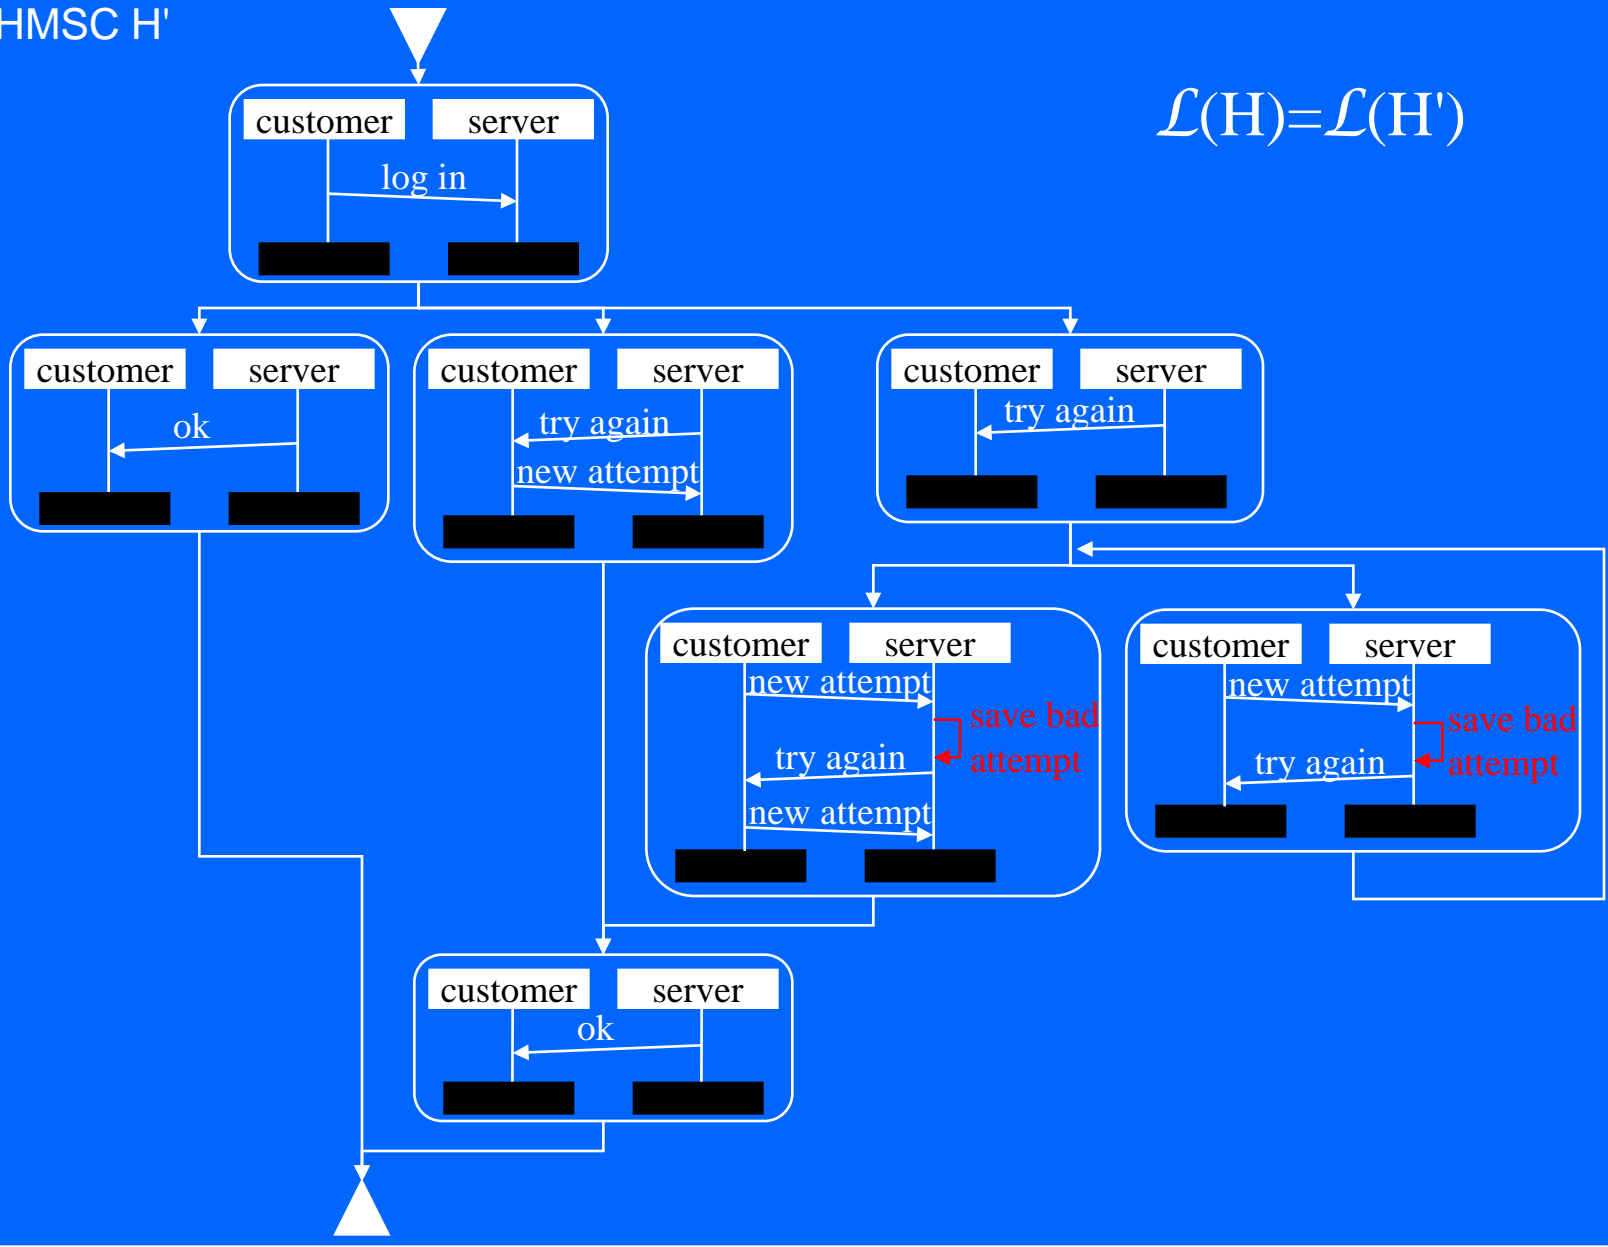 HMSC H'
ℒ(H)=ℒ(H')
customer server
log in
customer server
ok
customer server
try again
new attempt
customer server
try again
customer server
new attempt
save bad
attempt
try again
new attempt
customer server
new attempt
save bad
attempt
try again
customer server
ok